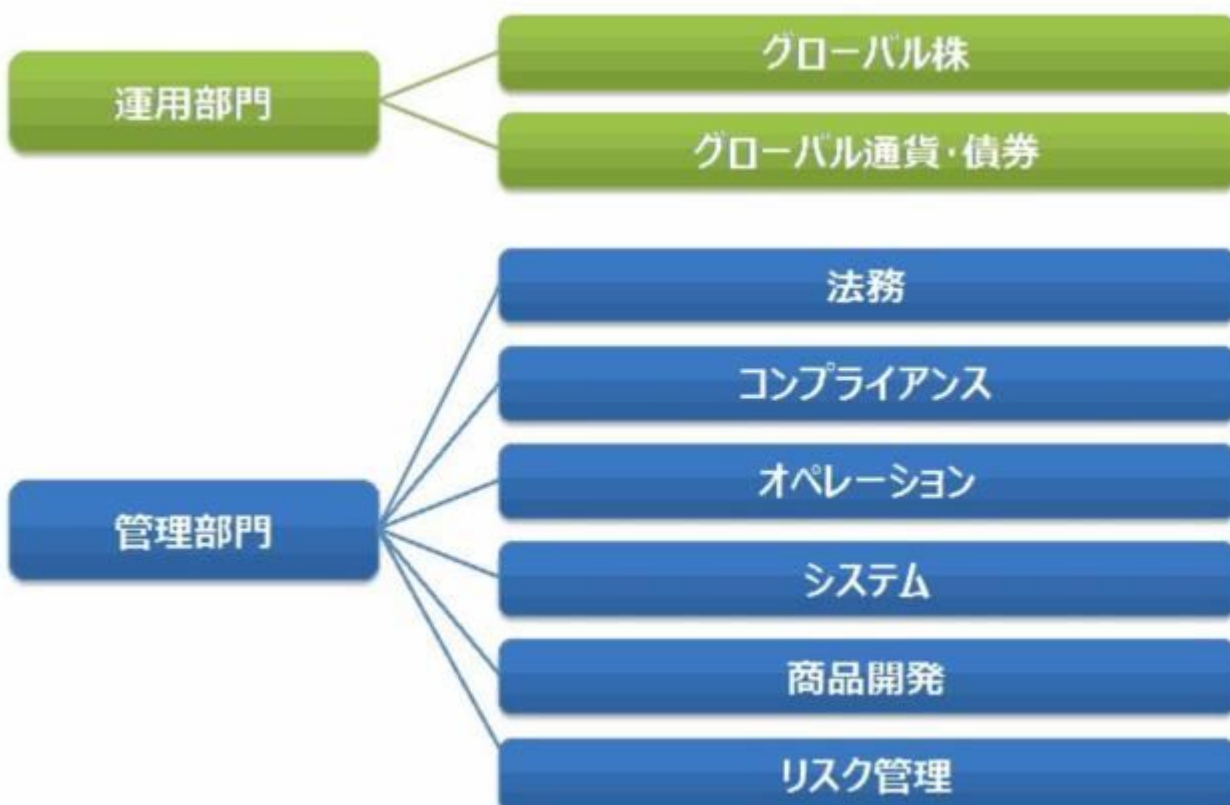 運用部門
グローバル株
グローバル通貨・債券
管理部門
法務
コンプライアンス
オペレーション
システム
商品開発
リスク管理